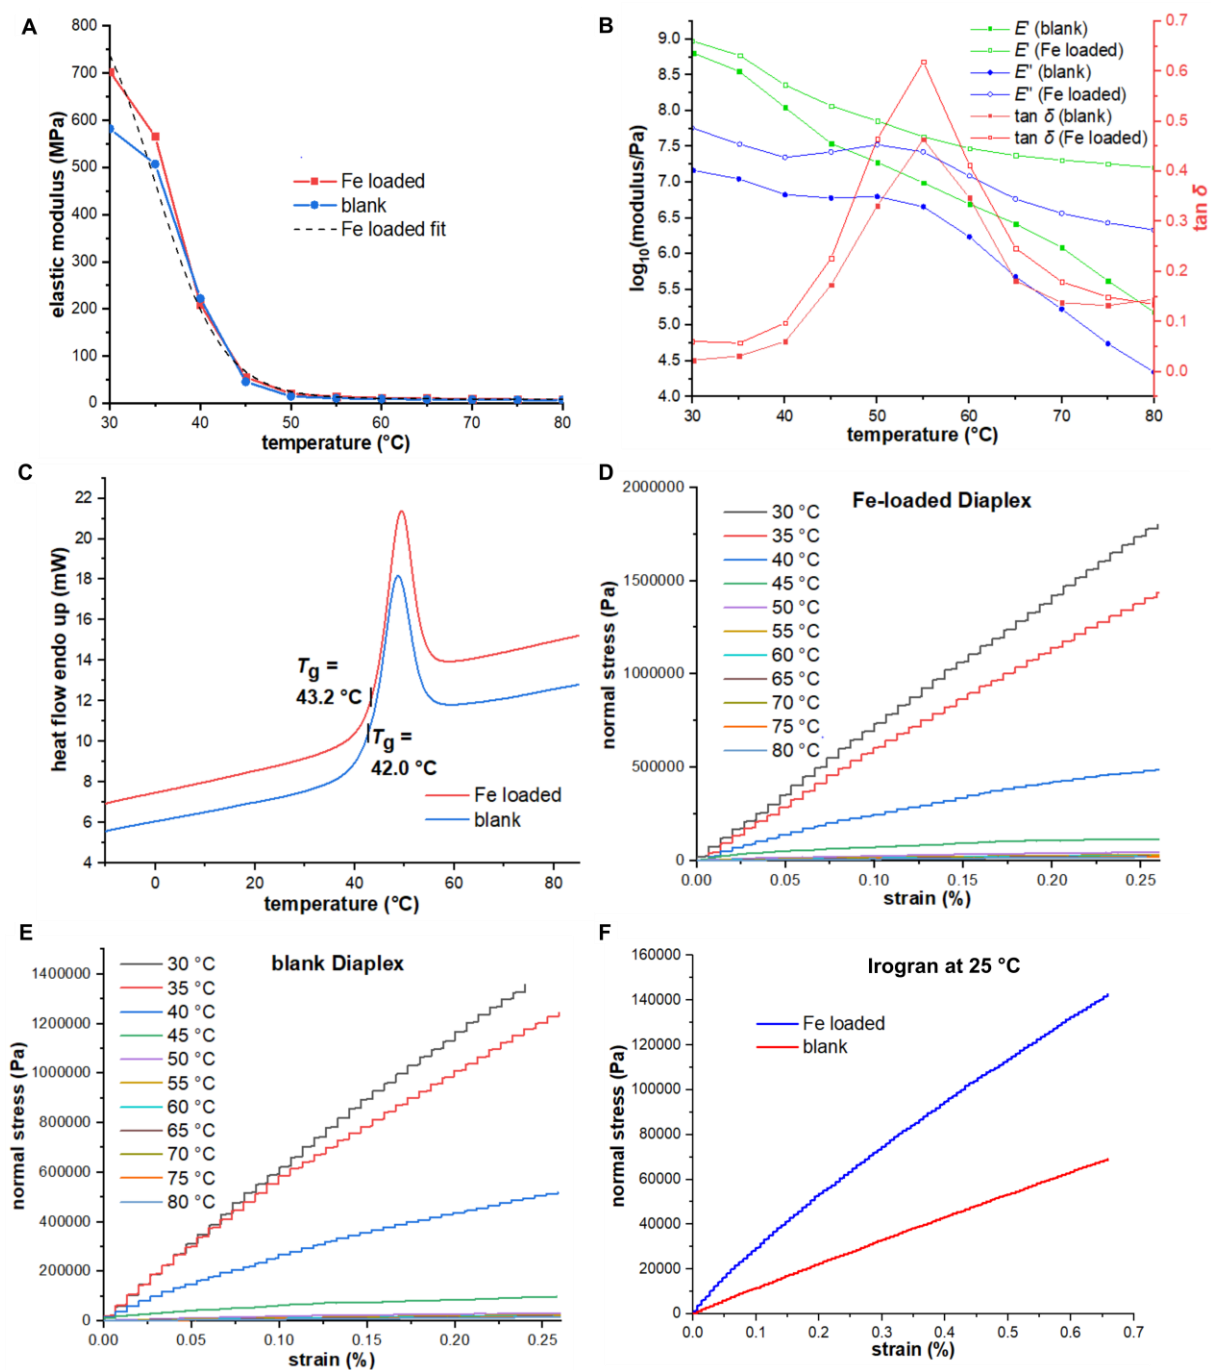 A
800
700
600
500
400
300
200
100
0
elastic modulus (MPa)
Fe loaded
blank
Fe loaded fit
30
40
50
60
70
80
temperature (°C)
B
9.0
8.5
8.0
7.5
7.0
6.5
6.0
5.5
5.0
4.5
4.0
log10(modulus/Pa)
E' (blank)
E' (Fe loaded)
E" (blank)
E" (Fe loaded)
tan δ (blank)
tan δ (Fe loaded)
0.7
0.6
0.5
0.4
0.3
0.2
0.1
0.0
tan δ
30
40
50
60
70
80
temperature (°C)
C
22
20
18
16
14
12
10
8
6
4
heat flow endo up (mW)
Tg =
43.2 °C
Tg =
42.0 °C
Fe loaded
blank
0
20
40
60
80
temperature (°C)
D
Fe-loaded Diaplex
2000000
1500000
1000000
500000
0
normal stress (Pa)
30 °C
35 °C
40 °C
45 °C
50 °C
55 °C
60 °C
65 °C
70 °C
75 °C
80 °C
0.00
0.05
0.10
0.15
0.20
0.25
strain (%)
E
blank Diaplex
1400000
1200000
1000000
800000
600000
400000
200000
0
normal stress (Pa)
30 °C
35 °C
40 °C
45 °C
50 °C
55 °C
60 °C
65 °C
70 °C
75 °C
80 °C
0.00
0.05
0.10
0.15
0.20
0.25
strain (%)
F
Irogran at 25 °C
160000
140000
120000
100000
80000
60000
40000
20000
0
normal stress (Pa)
Fe loaded
blank
0.0
0.1
0.2
0.3
0.4
0.5
0.6
0.7
strain (%)